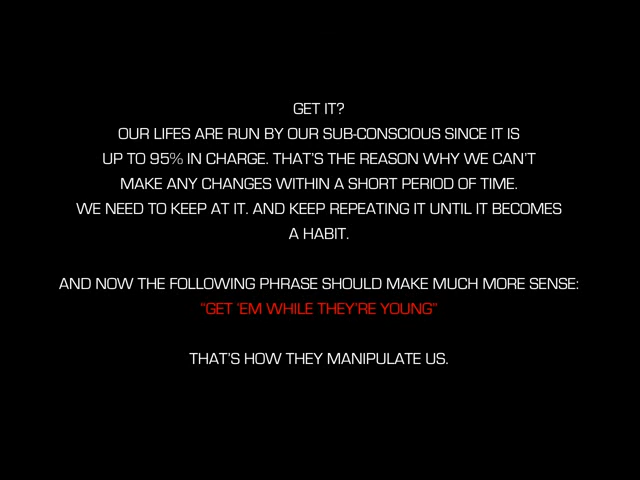 GET IT?
OUR LIFES ARE RUN BY OUR SUB-CONSCIOUS SINCE IT IS
UP TO 95% IN CHARGE. THAT'S THE REASON WHY WE CAN'T
MAKE ANY CHANGES WITHIN A SHORT PERIOD OF TIME.
WE NEED TO KEEP AT IT. AND KEEP REPEATING IT UNTIL IT BECOMES
A HABIT.
AND NOW THE FOLLOWING PHRASE SHOULD MAKE MUCH MORE SENSE:
"GET 'EM WHILE THEY'RE YOUNG"
THAT'S HOW THEY MANIPULATE US.